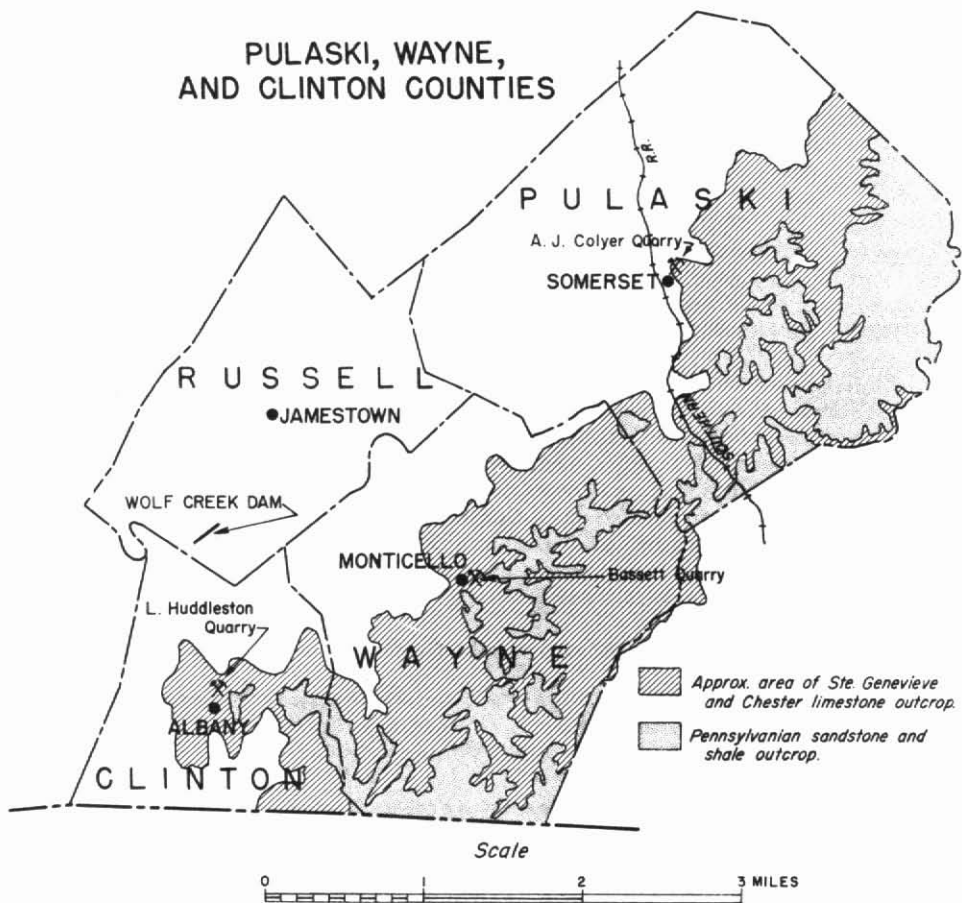 PULASKI, WAYNE,
AND CLINTON COUNTIES
R.R.
PULASKI
A. J. Colyer Quarry
SOMERSET
RUSSELL
JAMESTOWN
SOUTHERN
WOLF CREEK DAM
MONTICELLO
Bassett Quarry
L. Huddleston
Quarry
WAYNE
ALBANY
CLINTON
Approx. area of Ste. Genevieve
and Chester limestone outcrop.
Pennsylvanian sandstone and
shale outcrop.
Scale
0 1 2 3 MILES